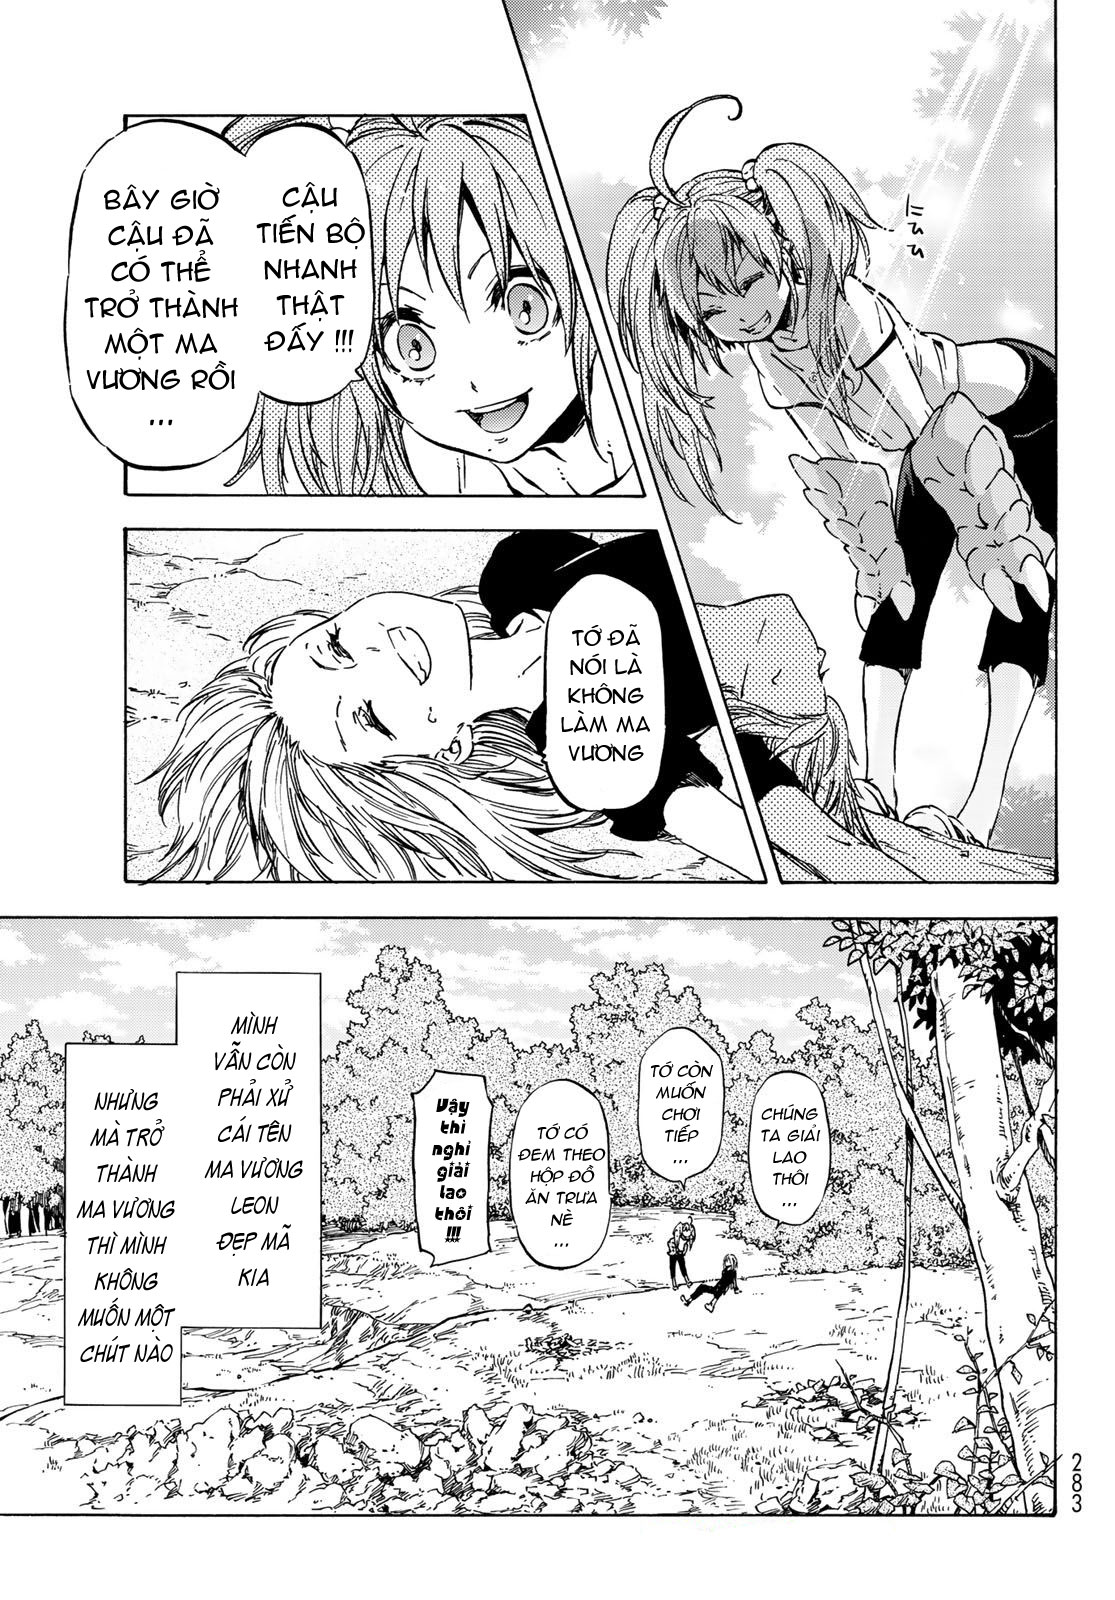 にひひ
CẬU
TIẾN BỘ
NHANH
THẬT
ĐẤY !!!
BÂY GIỜ
CẬU ĐÃ
CÓ THỂ
TRỞ THÀNH
MỘT MA
VƯƠNG RỒI
...
TỚ ĐÃ
NÓI LÀ
KHÔNG
LÀM MA
VƯƠNG
CHÚNG
TA GIẢI
LAO
THÔI
...
TỚ CÒN
MUỐN
CHƠI
TIẾP
...
TỚ CÓ
ĐEM THEO
HỘP ĐỒ
ĂN TRƯA
NÈ
...
Vậy
thì
nghỉ
giải
lao
thôi
!!!
MÌNH
VẪN CÒN
PHẢI XỬ
CÁI TÊN
MA VƯƠNG
LEON
ĐẸP MÃ
KIA
NHƯNG
MÀ TRỞ
THÀNH
MA VƯƠNG
THÌ MÌNH
KHÔNG
MUỐN MỘT
CHÚT NÀO
283